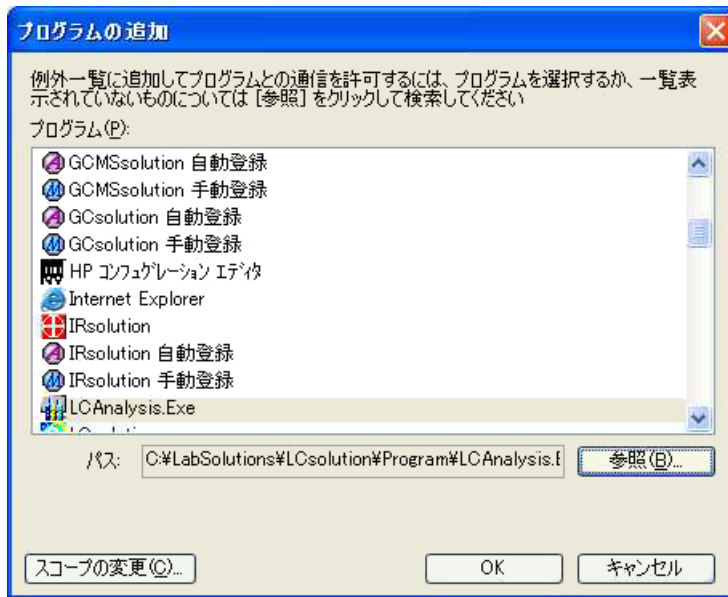 プログラムの追加
例外一覧に追加してプログラムとの通信を許可するには、プログラムを選択するか、一覧表
示されていないものについては [参照] をクリックして検索してください
プログラム(P):
GCMSsolution 自動登録
GCMSsolution 手動登録
GCsolution 自動登録
GCsolution 手動登録
HP コンフュグレーション エディタ
Internet Explorer
IRsolution
IRsolution 自動登録
IRsolution 手動登録
LCAnalysis.Exe
パス: C:¥LabSolutions¥LCsolution¥Program¥LCAnalysis.E 参照(B)...
スコープの変更(C)... OK キャンセル